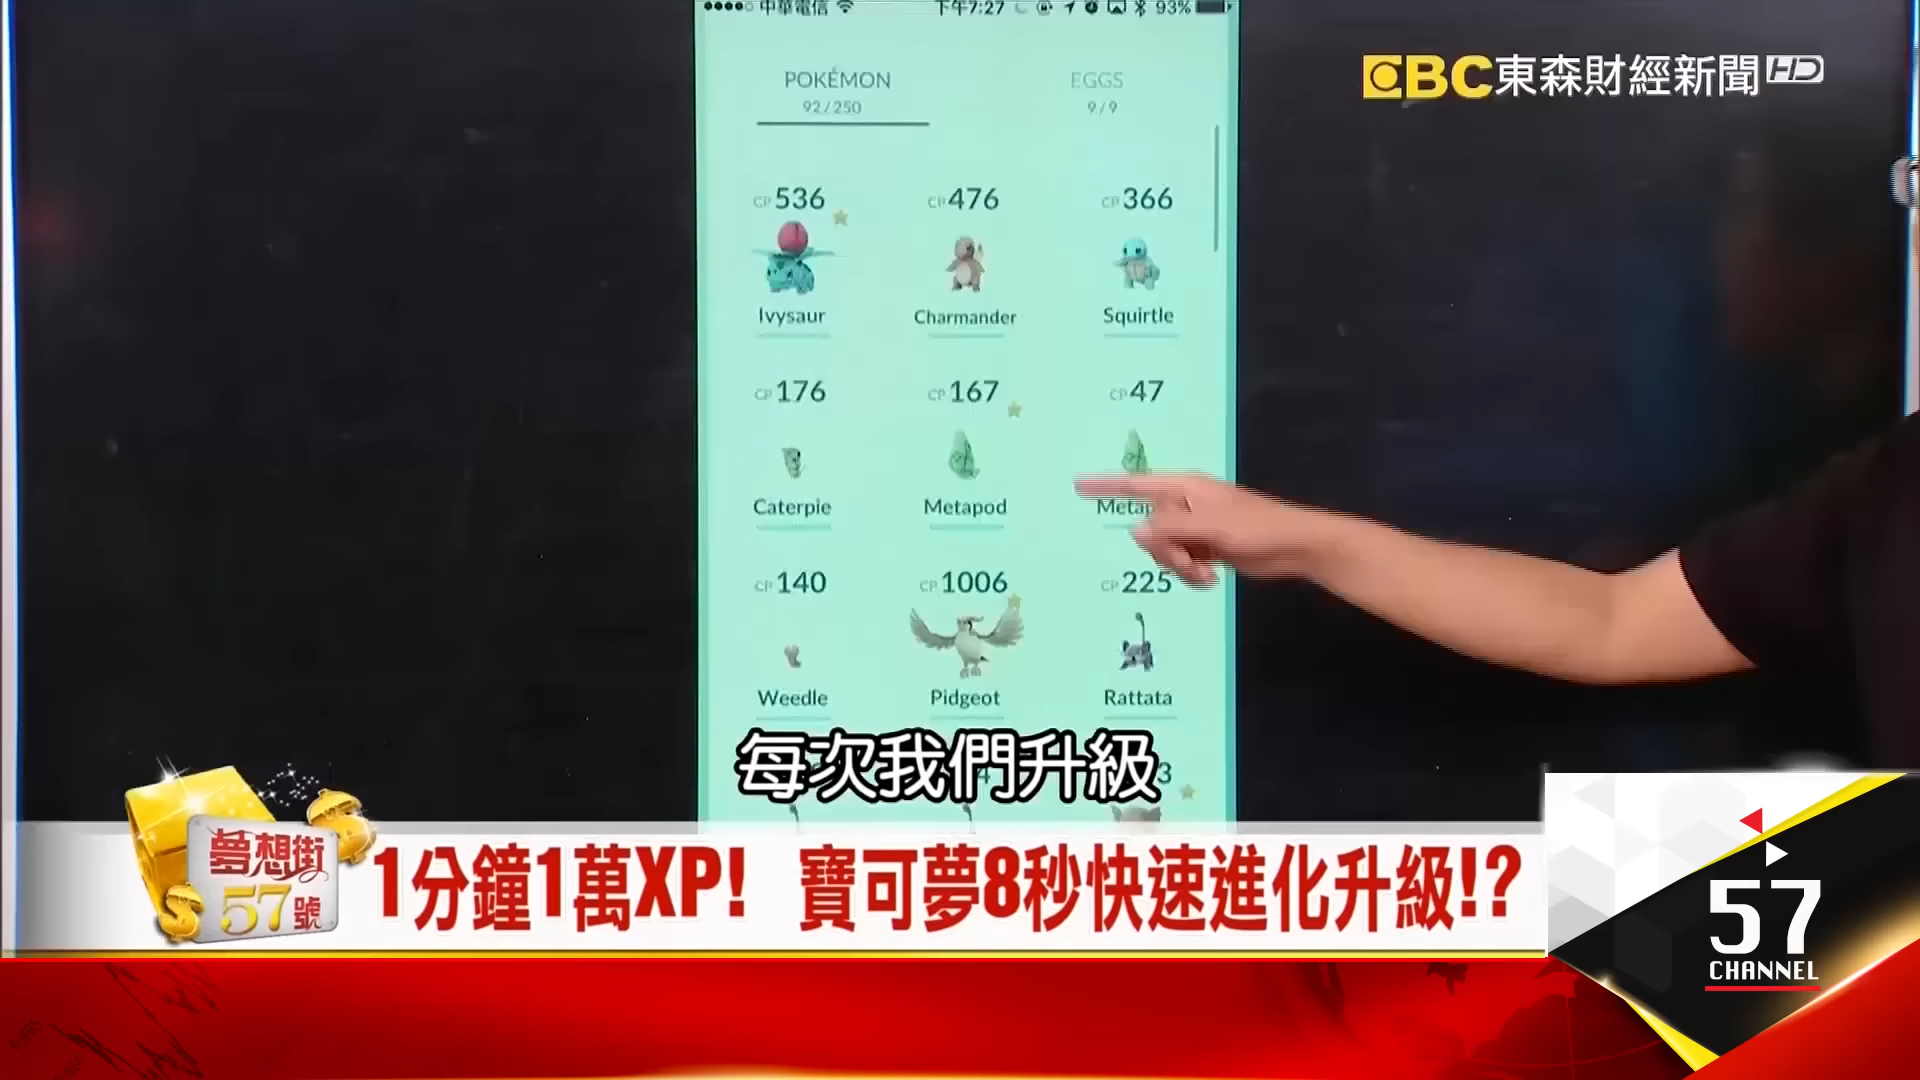 中華電信 下午7:27 93%
POKÉMON EGGS
92/250 9/9
EBC東森財經新聞HD
CP536 CP476 CP366
Ivysaur Charmander Squirtle
CP176 CP167 CP47
Caterpie Metapod Metap
CP140 CP1006 CP225
Weedle Pidgeot Rattata
每次我們升級
4 3
夢想街
57號
1分鐘1萬XP! 寶可夢8秒快速進化升級!?
57
CHANNEL